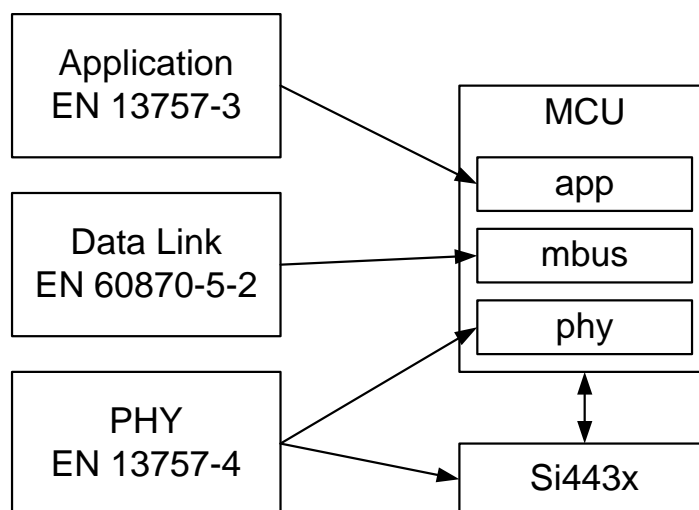 Application
EN 13757-3
Data Link
EN 60870-5-2
PHY
EN 13757-4
MCU
app
mbus
phy
Si443x